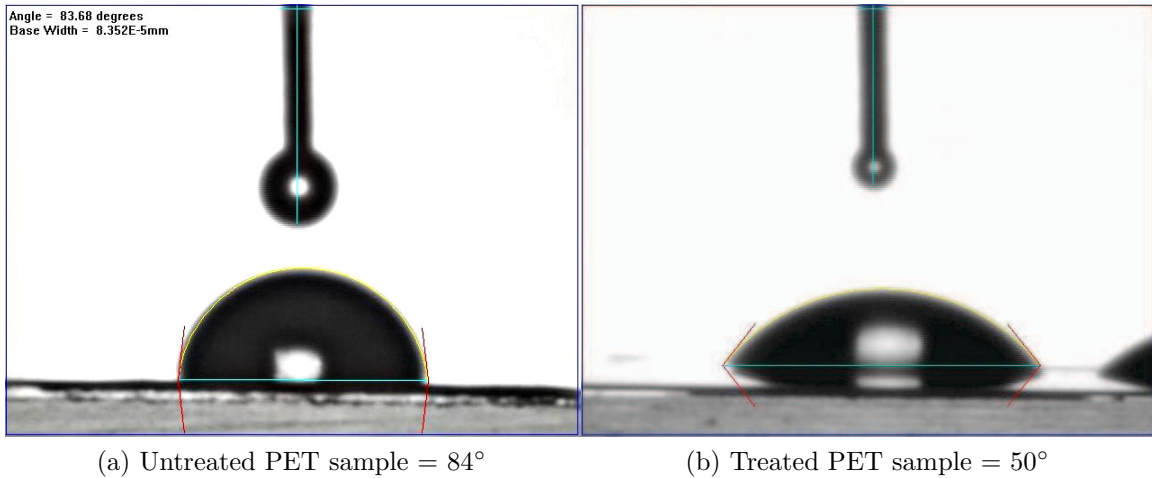 Angle = 83.68 degrees
Base Width = 8.352E-5mm
(a) Untreated PET sample = 84°
(b) Treated PET sample = 50°